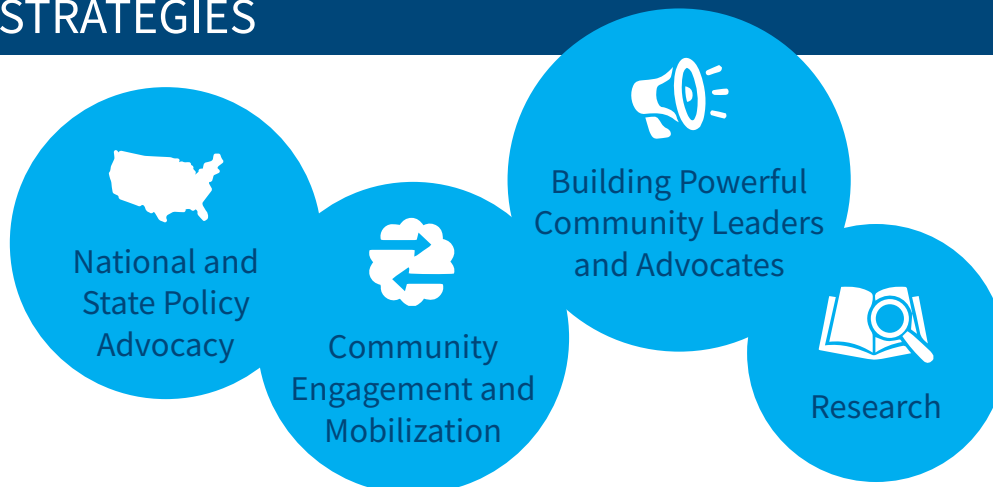 STRATEGIES
National and
State Policy
Advocacy
Community
Engagement and
Mobilization
Building Powerful
Community Leaders
and Advocates
Research